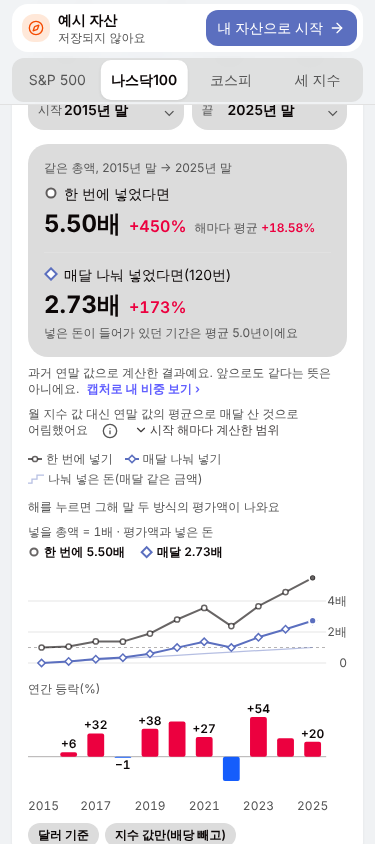 예시 자산
저장되지 않아요
내 자산으로 시작 →
S&P 500 나스닥100 코스피 세 지수
시작 2015년 말 끝 2025년 말
같은 총액, 2015년 말 → 2025년 말
한 번에 넣었다면
5.50배 +450% 해마다 평균 +18.58%
매달 나눠 넣었다면(120번)
2.73배 +173%
넣은 돈이 들어가 있던 기간은 평균 5.0년이에요
과거 연말 값으로 계산한 결과예요. 앞으로도 같다는 뜻은
아니에요. 캡처로 내 비중 보기 ›
월 지수 값 대신 연말 값의 평균으로 매달 산 것으로
어림했어요 시작 해마다 계산한 범위
한 번에 넣기 매달 나눠 넣기
나눠 넣은 돈(매달 같은 금액)
해를 누르면 그해 말 두 방식의 평가액이 나와요
넣을 총액 = 1배 · 평가액과 넣은 돈
한 번에 5.50배 매달 2.73배
4배
2배
0
연간 등락(%)
+6 +32 −1 +38 +27 +54 +20
2015 2017 2019 2021 2023 2025
달러 기준 지수 값만(배당 빼고)